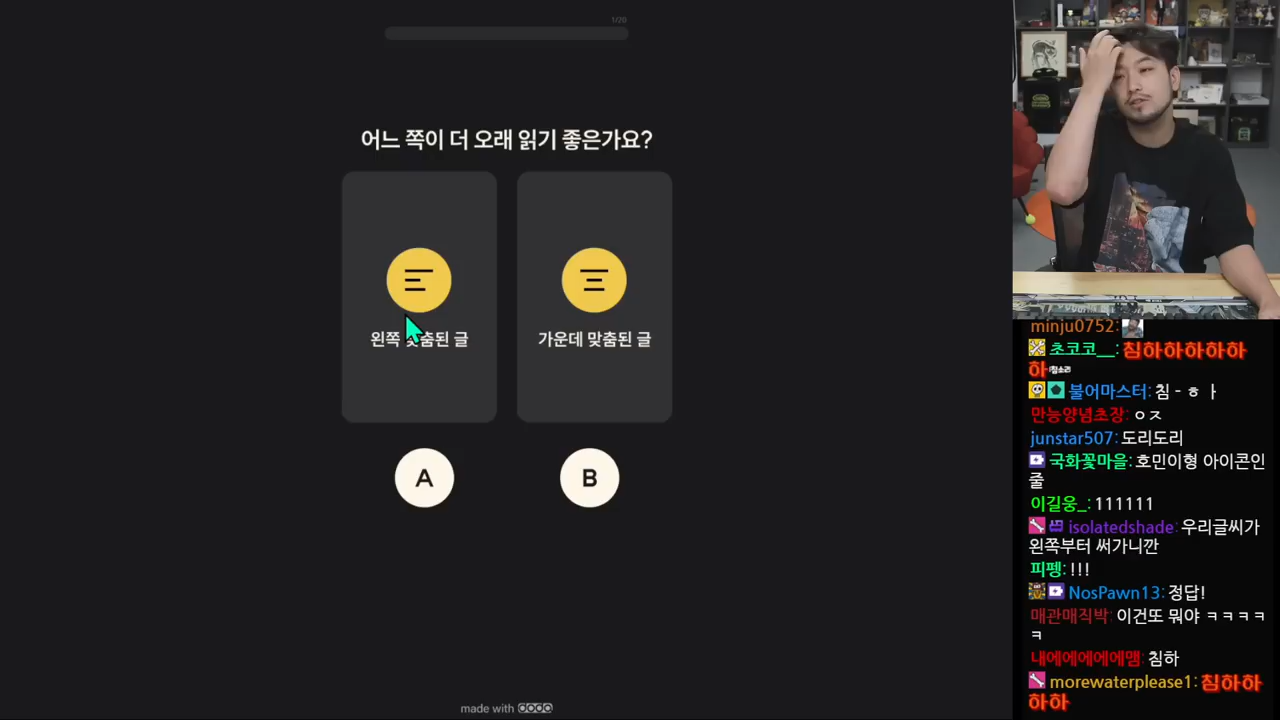 1/20
어느 쪽이 더 오래 읽기 좋은가요?
왼쪽 맞춤된 글
가운데 맞춤된 글
A
B
made with dodo
minju0752:
초코코__: 침하하하하하
하
불어마스터: 침 - ㅎ ㅏ
만능양념초장: ㅇㅈ
junstar507: 도리도리
국화꽃마을: 호민이형 아이콘인
줄
이길웅_: 111111
isolatedshade: 우리글씨가
왼쪽부터 써가니깐
피펭: !!!
NosPawn13: 정답!
매관매직박: 이건또 뭐야 ㅋㅋㅋㅋ
ㅋ
내에에에에에맴: 침하
morewaterplease1: 침하하
하하